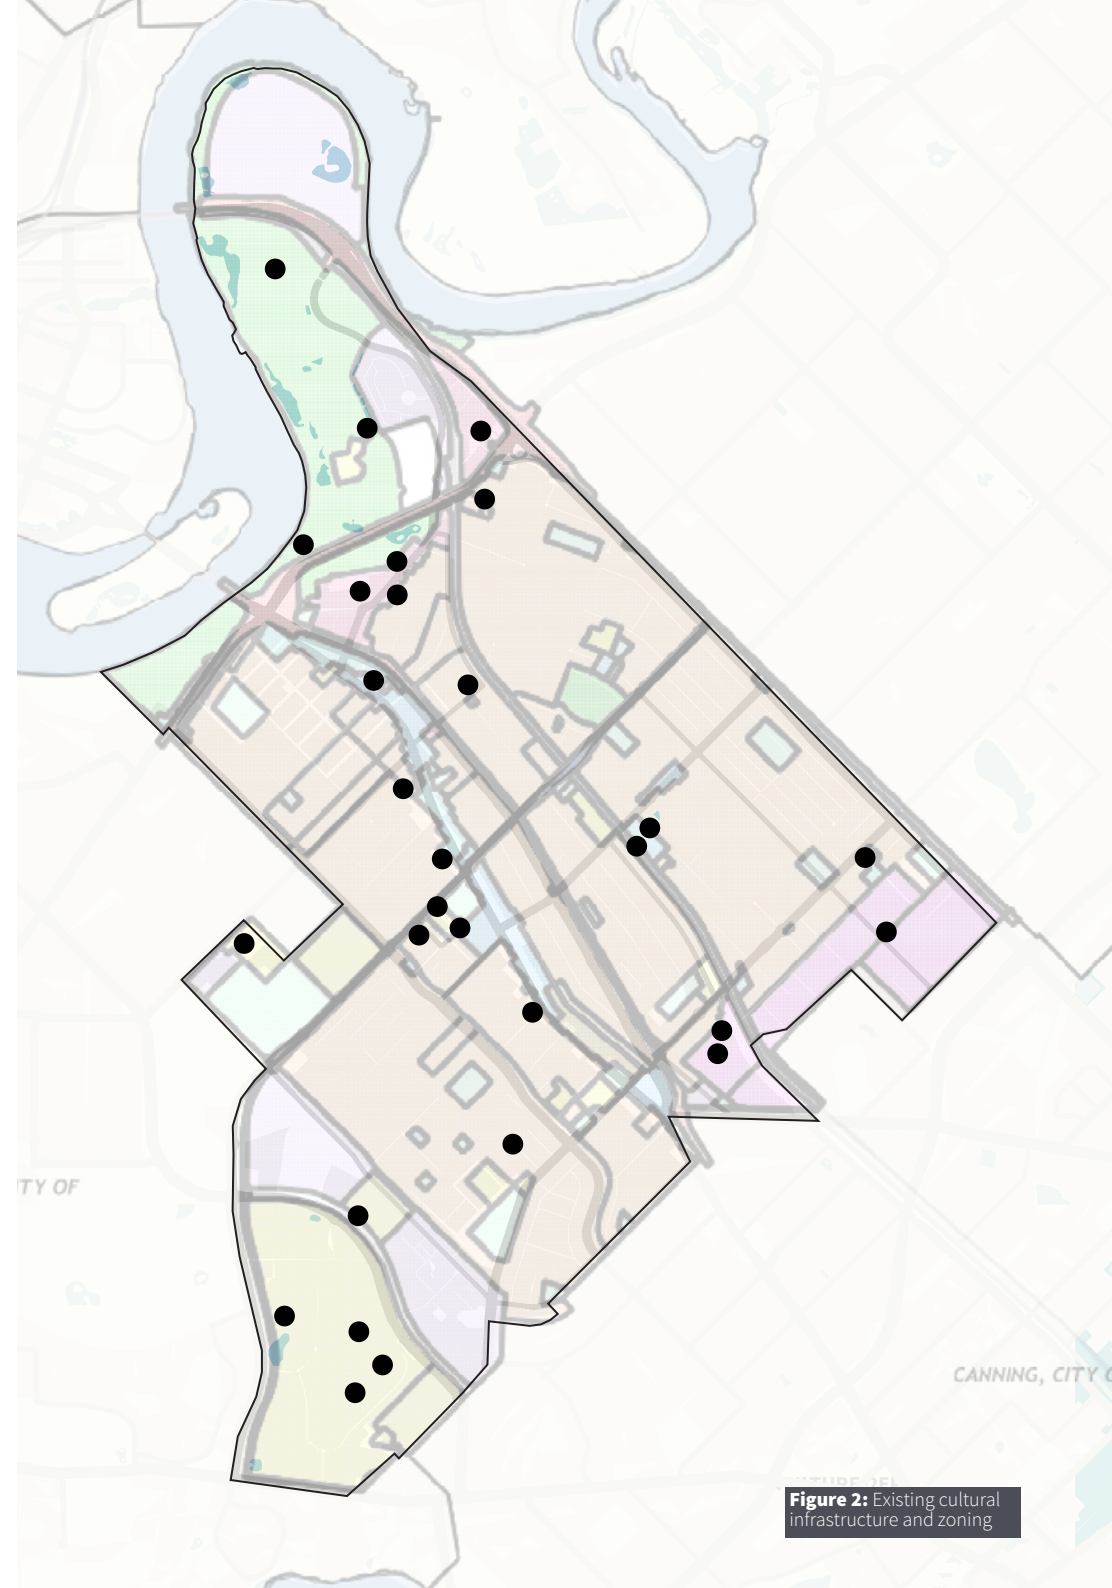 TY OF
CANNING, CITY O
Figure 2: Existing cultural
infrastructure and zoning